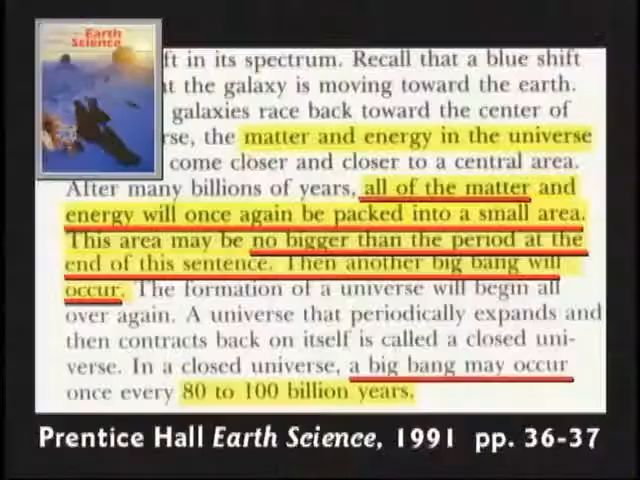 Earth
Science
ft in its spectrum. Recall that a blue shift
t the galaxy is moving toward the earth.
galaxies race back toward the center of
rse, the matter and energy in the universe
come closer and closer to a central area.
After many billions of years, all of the matter and
energy will once again be packed into a small area.
This area may be no bigger than the period at the
end of this sentence. Then another big bang will
occur. The formation of a universe will begin all
over again. A universe that periodically expands and
then contracts back on itself is called a closed uni-
verse. In a closed universe, a big bang may occur
once every 80 to 100 billion years.
Prentice Hall Earth Science, 1991 pp. 36-37